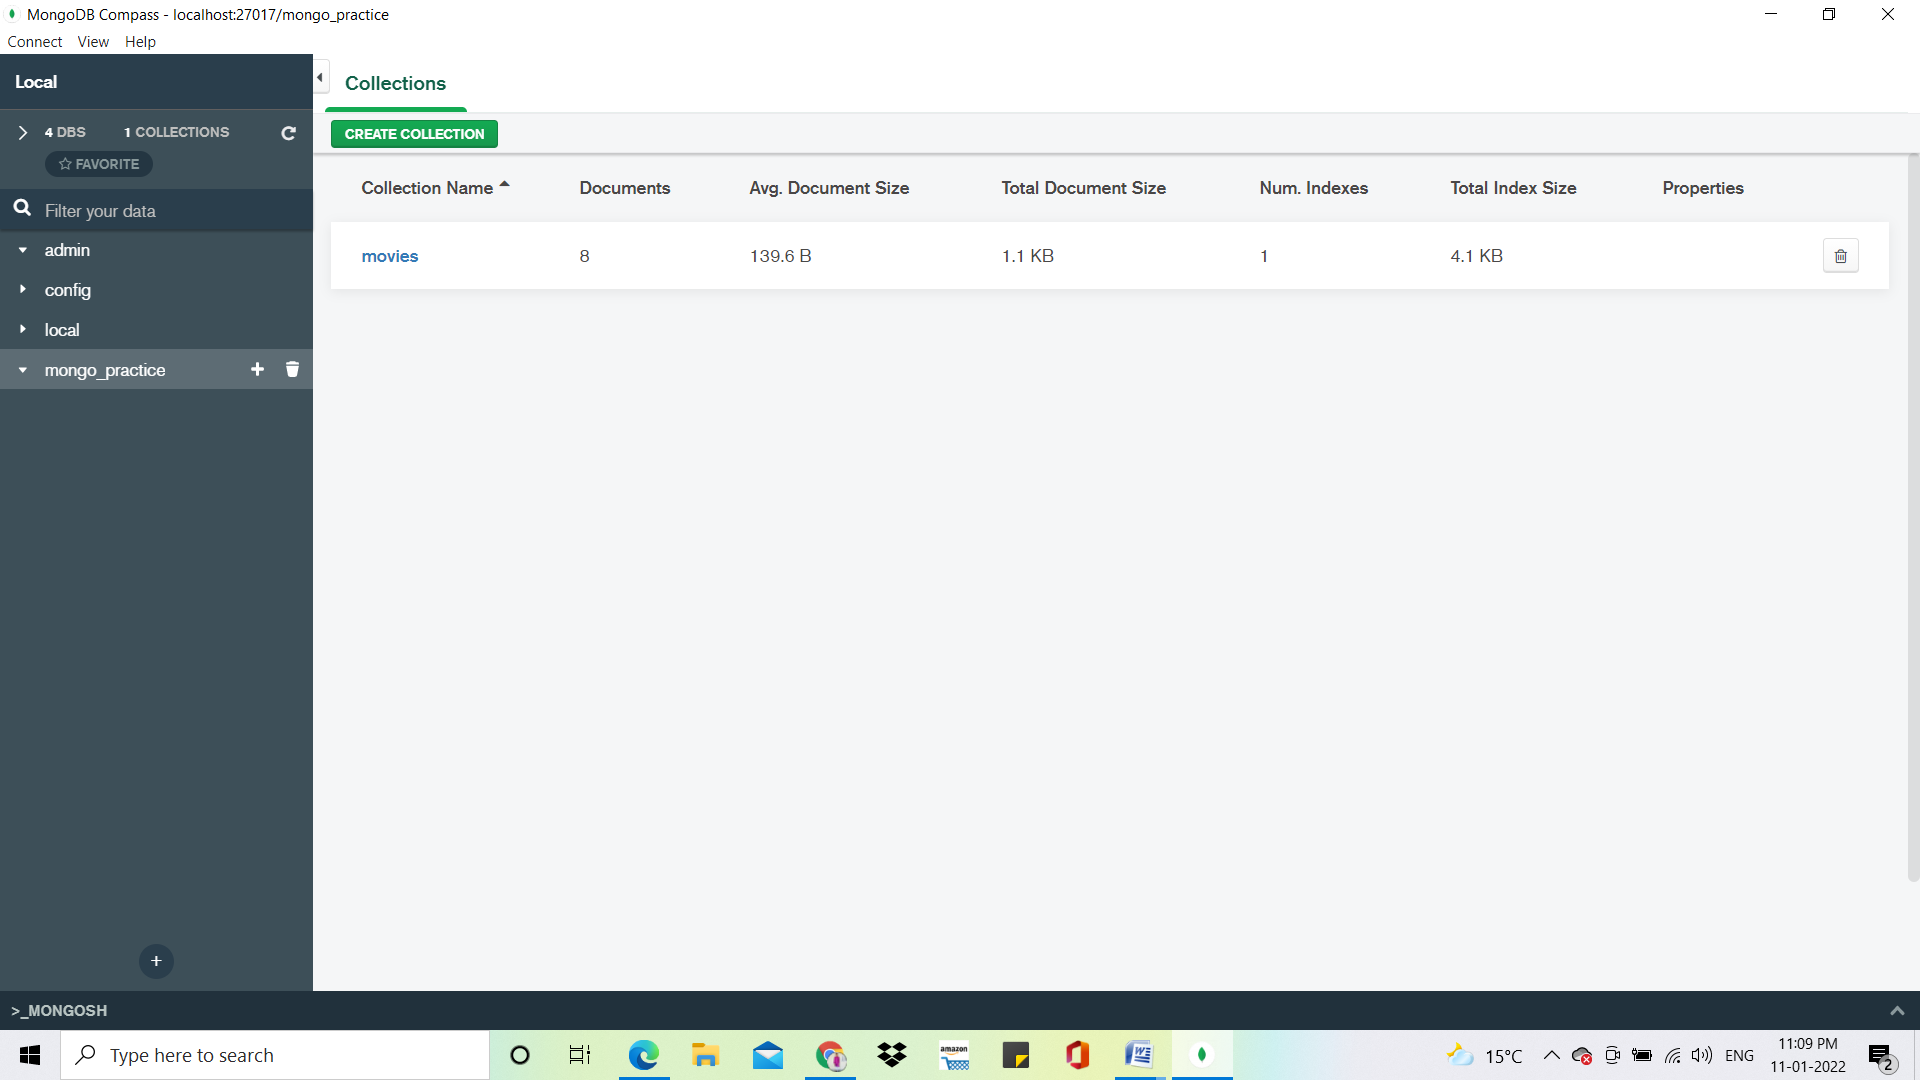 MongoDB Compass - localhost:27017/mongo_practice
Connect View Help
Local
4 DBS 1 COLLECTIONS
FAVORITE
Filter your data
admin
config
local
mongo_practice
Collections
CREATE COLLECTION
Collection Name Documents Avg. Document Size Total Document Size Num. Indexes Total Index Size Properties
movies 8 139.6 B 1.1 KB 1 4.1 KB
>_MONGOSH
Type here to search
amazon
15°C
ENG
11:09 PM
11-01-2022
2